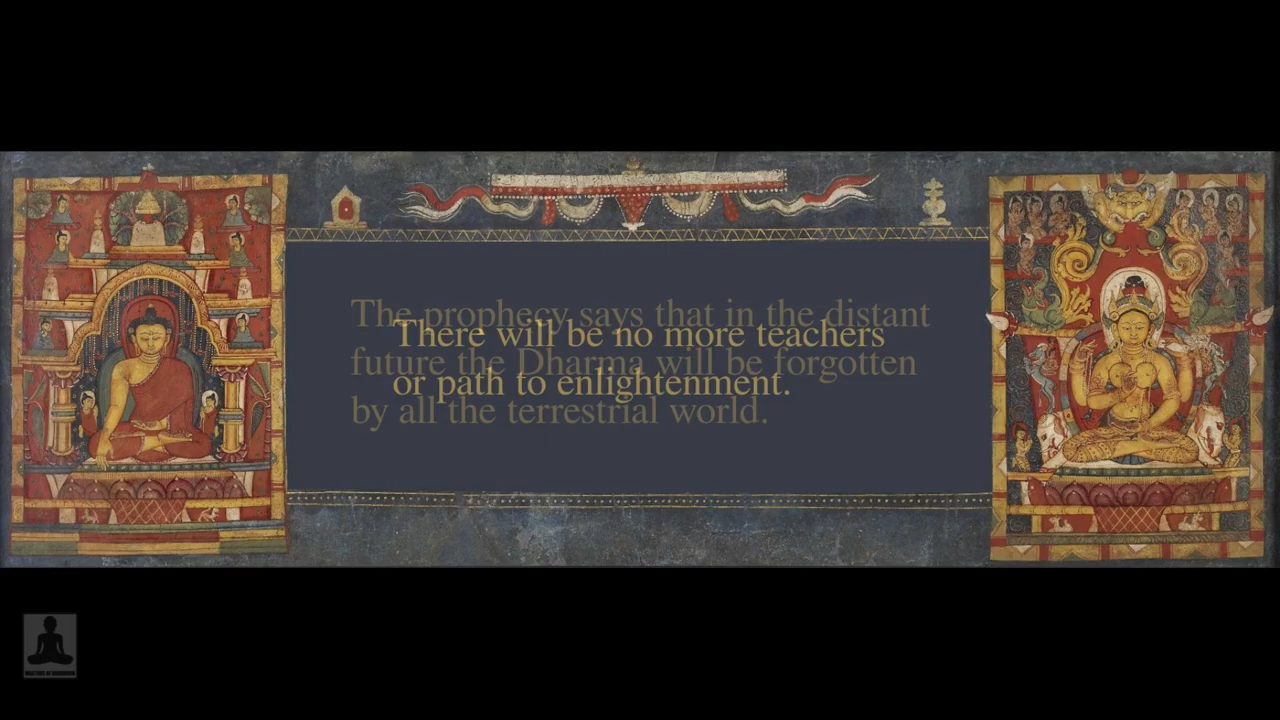 The prophecy says that in the distant
future the Dharma will be forgotten
by all the terrestrial world.
There will be no more teachers
or path to enlightenment.